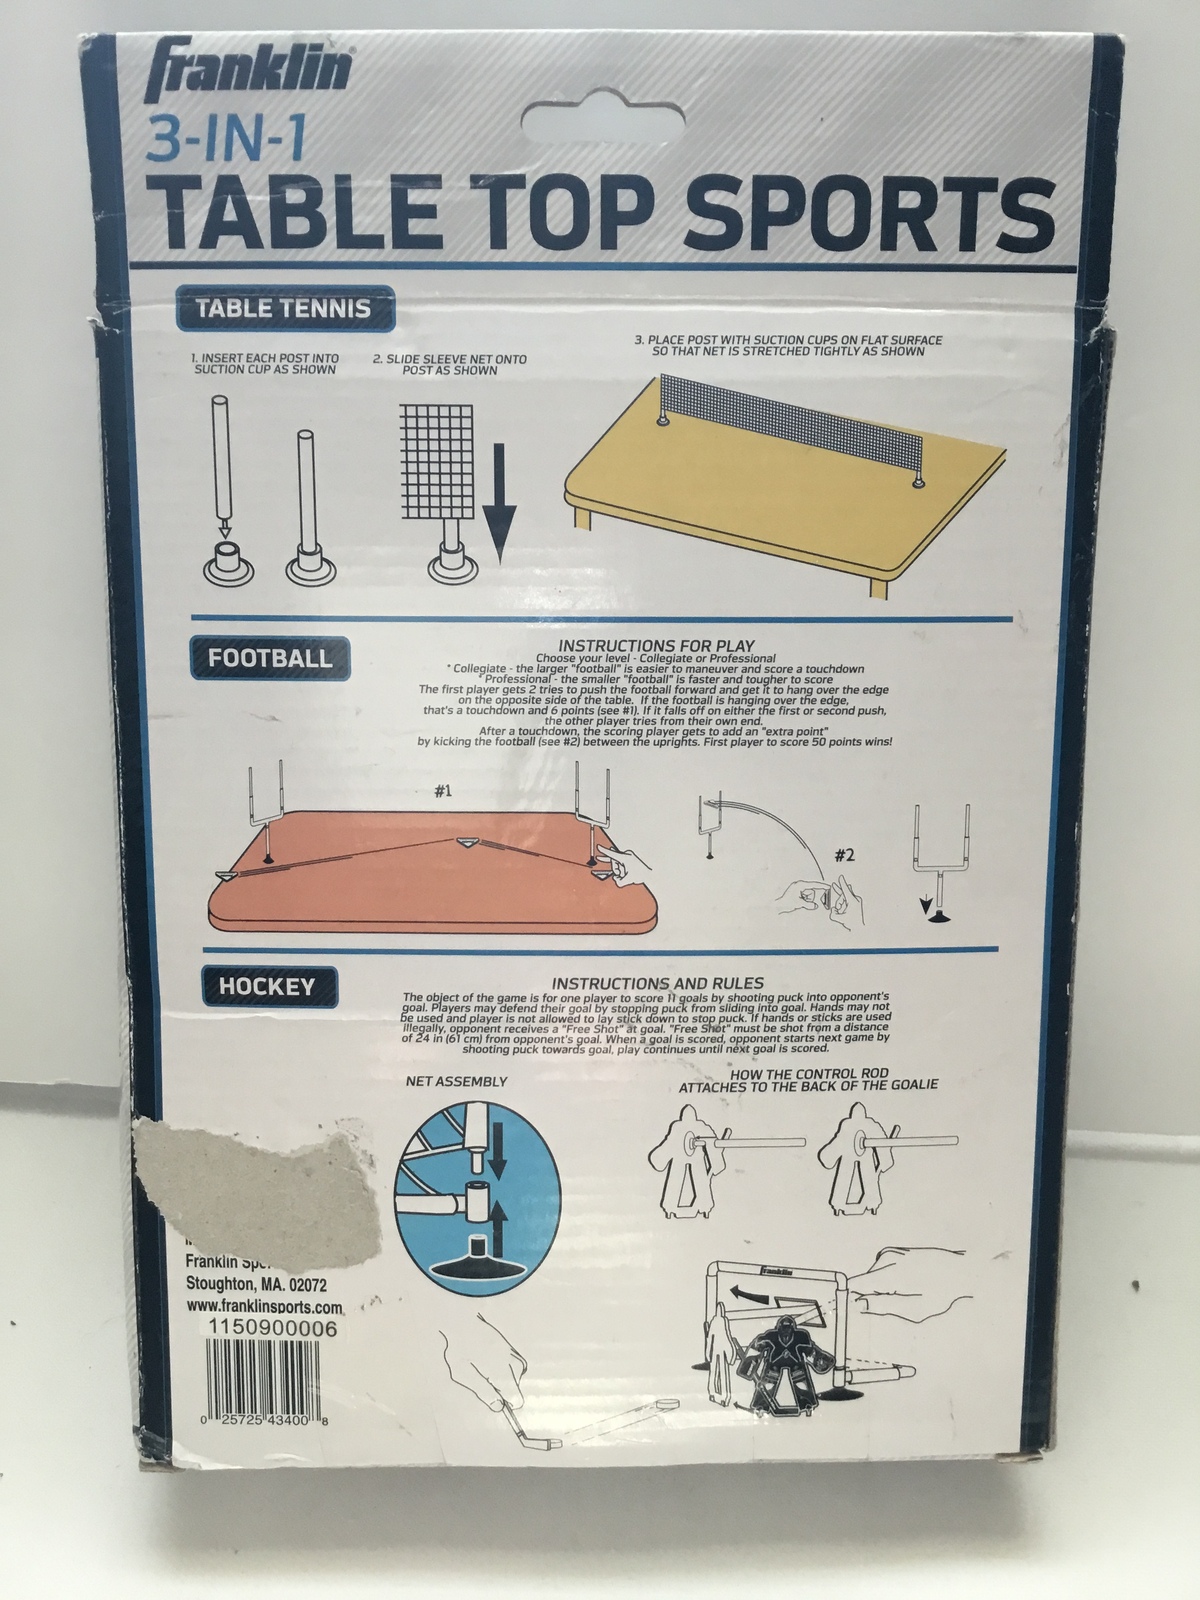 franklin
3-IN-1
TABLE TOP SPORTS
TABLE TENNIS
1. INSERT EACH POST INTO
SUCTION CUP AS SHOWN
2. SLIDE SLEEVE NET ONTO
POST AS SHOWN
3. PLACE POST WITH SUCTION CUPS ON FLAT SURFACE
SO THAT NET IS STRETCHED TIGHTLY AS SHOWN
FOOTBALL
INSTRUCTIONS FOR PLAY
Choose your level - Collegiate or Professional
* Collegiate - the larger "football" is easier to maneuver and score a touchdown
* Professional - the smaller "football" is faster and tougher to score
The first player gets 2 tries to push the football forward and get it to hang over the edge
on the opposite side of the table. If the football is hanging over the edge,
that's a touchdown and 6 points (see #1). If it falls off on either the first or second push,
the other player tries from their own end.
After a touchdown, the scoring player gets to add an "extra point"
by kicking the football (see #2) between the uprights. First player to score 50 points wins!
#1
#2
HOCKEY
INSTRUCTIONS AND RULES
The object of the game is for one player to score 11 goals by shooting puck into opponent's
goal. Players may defend their goal by stopping puck from sliding into goal. Hands may not
be used and player is not allowed to lay stick down to stop puck. If hands or sticks are used
illegally, opponent receives a "Free Shot" at goal. "Free Shot" must be shot from a distance
of 24 in (61 cm) from opponent's goal. When a goal is scored, opponent starts next game by
shooting puck towards goal, play continues until next goal is scored.
NET ASSEMBLY
HOW THE CONTROL ROD
ATTACHES TO THE BACK OF THE GOALIE
franklin
Franklin
Stoughton, MA. 02072
www.franklinsports.com
1150900006
0 25725 43400 8